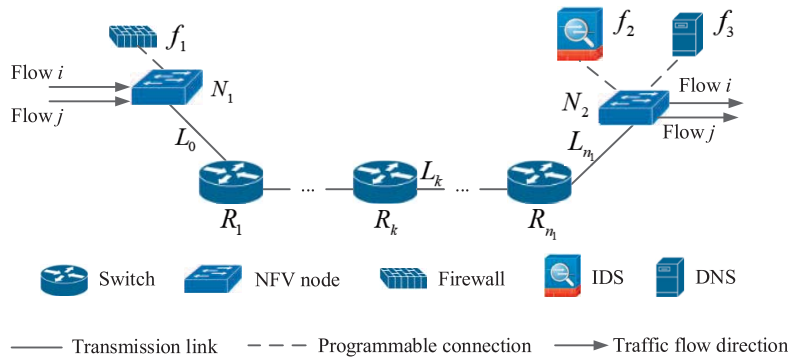 f1 f2 f3
Flow i N1 N2 Flow i
Flow j L0 Ln1 Flow j
... Lk ...
R1 Rk Rn1
Switch NFV node Firewall IDS DNS
Transmission link Programmable connection Traffic flow direction